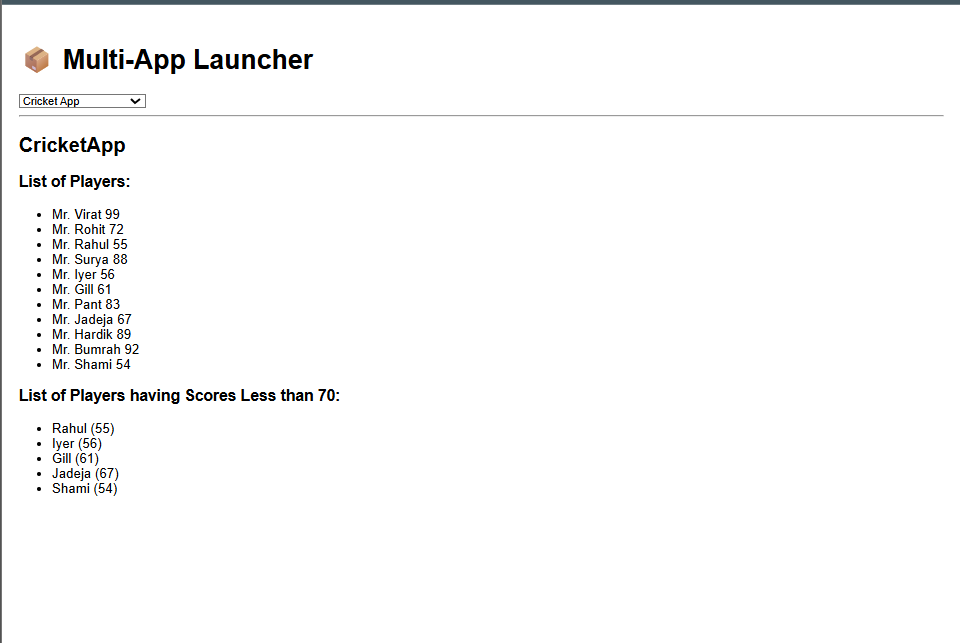 Multi-App Launcher
Cricket App
CricketApp
List of Players:
Mr. Virat 99
Mr. Rohit 72
Mr. Rahul 55
Mr. Surya 88
Mr. Iyer 56
Mr. Gill 61
Mr. Pant 83
Mr. Jadeja 67
Mr. Hardik 89
Mr. Bumrah 92
Mr. Shami 54
List of Players having Scores Less than 70:
Rahul (55)
Iyer (56)
Gill (61)
Jadeja (67)
Shami (54)